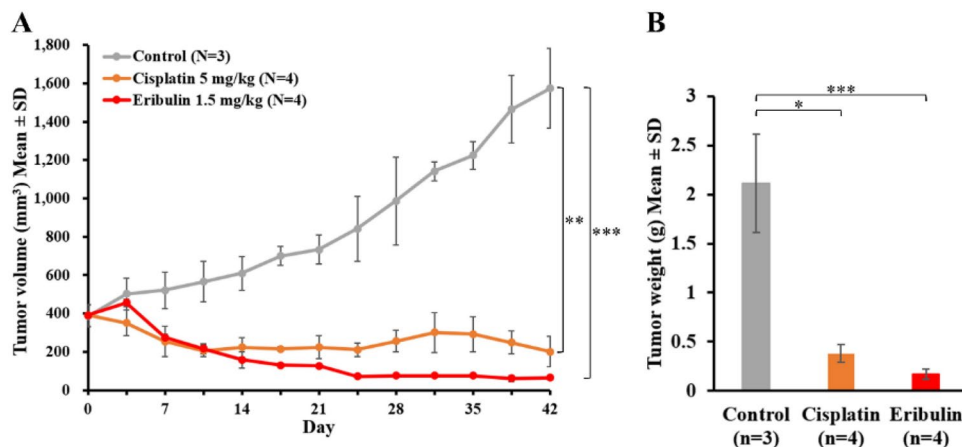 A
Tumor volume (mm³) Mean ± SD
1,800
1,600
1,400
1,200
1,000
800
600
400
200
0
Control (N=3)
Cisplatin 5 mg/kg (N=4)
Eribulin 1.5 mg/kg (N=4)
**
***
0 7 14 21 28 35 42
Day
B
Tumor weight (g) Mean ± SD
3
2.5
2
1.5
1
0.5
0
***
*
Control Cisplatin Eribulin
(n=3) (n=4) (n=4)